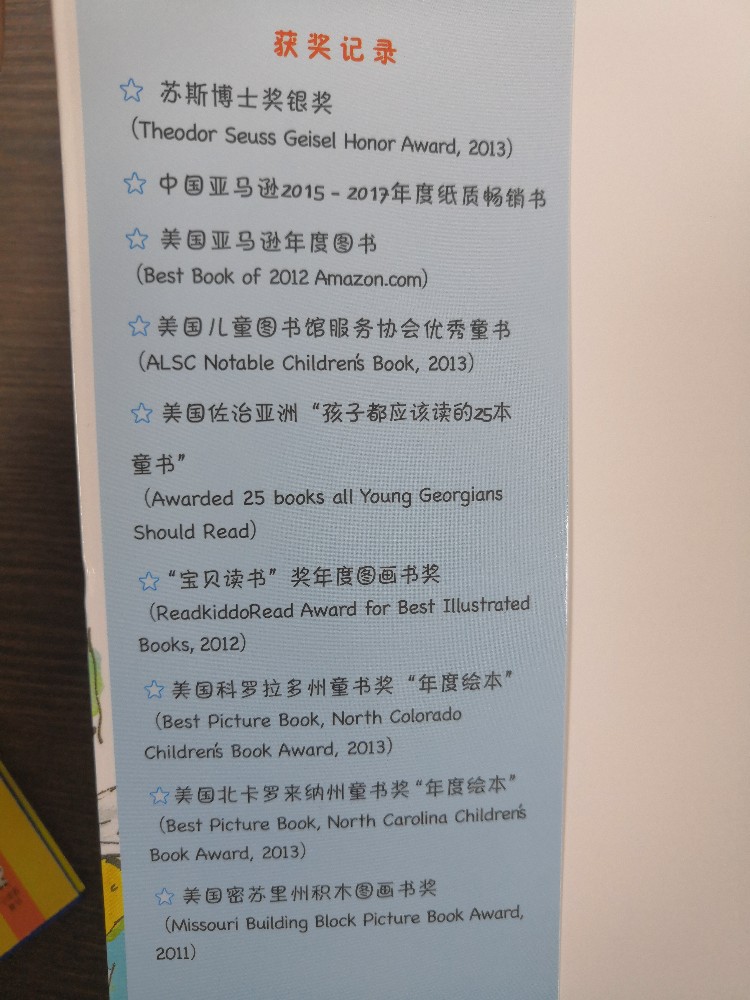 获奖记录
☆ 苏斯博士奖银奖
（Theodor Seuss Geisel Honor Award, 2013）
☆ 中国亚马逊2015 - 2017年度纸质畅销书
☆ 美国亚马逊年度图书
（Best Book of 2012 Amazon.com）
☆ 美国儿童图书馆服务协会优秀童书
（ALSC Notable Children's Book, 2013）
☆ 美国佐治亚洲“孩子都应该读的25本
童书”
（Awarded 25 books all Young Georgians
Should Read）
☆ “宝贝读书” 奖年度图画书奖
（ReadkiddoRead Award for Best Illustrated
Books, 2012）
☆ 美国科罗拉多州童书奖 “年度绘本”
（Best Picture Book, North Colorado
Children's Book Award, 2013）
☆ 美国北卡罗来纳州童书奖“年度绘本”
（Best Picture Book, North Carolina Children's
Book Award, 2013）
☆ 美国密苏里州积木图画书奖
（Missouri Building Block Picture Book Award,
2011）